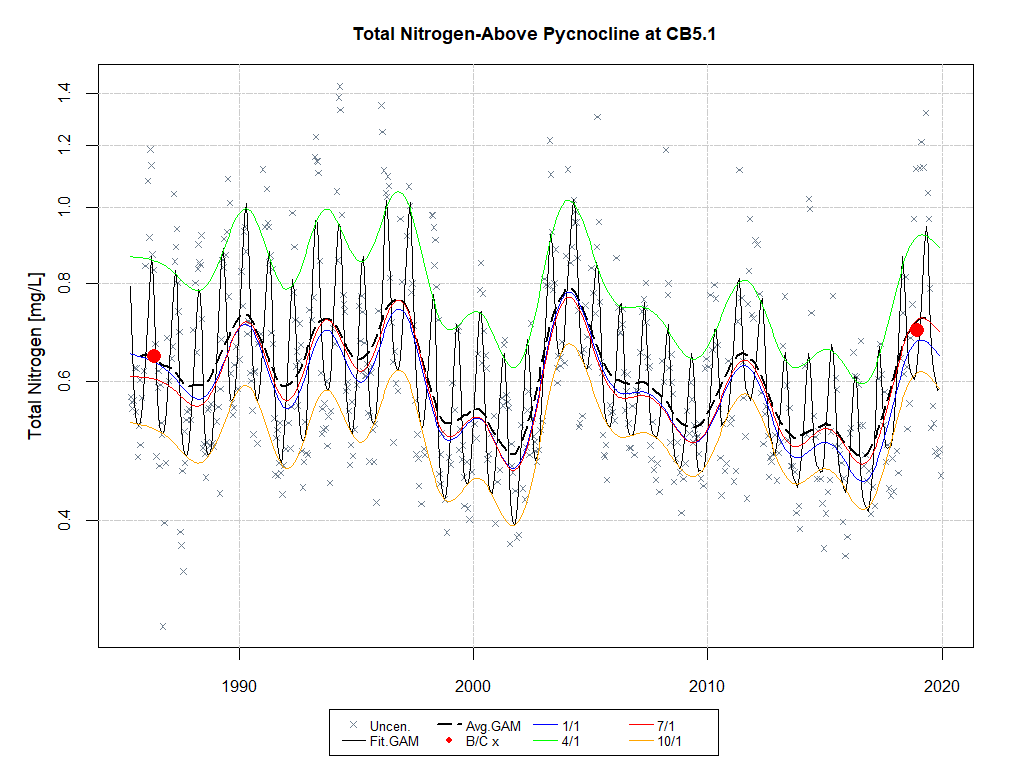 Total Nitrogen-Above Pycnocline at CB5.1
Total Nitrogen [mg/L]
1.4
1.2
1.0
0.8
0.6
0.4
1990 2000 2010 2020
Uncen. Avg.GAM 1/1 7/1
Fit.GAM B/C x 4/1 10/1